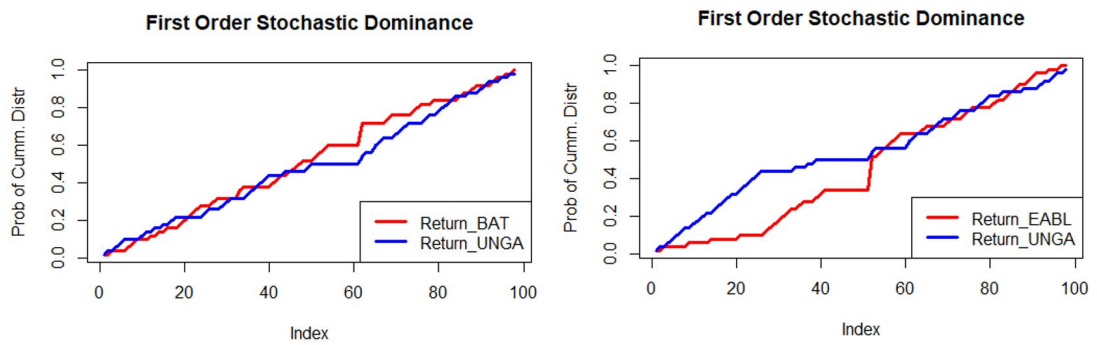 First Order Stochastic Dominance
Prob of Cumm. Distr
0.0 0.2 0.4 0.6 0.8 1.0
Return_BAT
Return_UNGA
0 20 40 60 80 100
Index
First Order Stochastic Dominance
Prob of Cumm. Distr
0.0 0.2 0.4 0.6 0.8 1.0
Return_EABL
Return_UNGA
0 20 40 60 80 100
Index